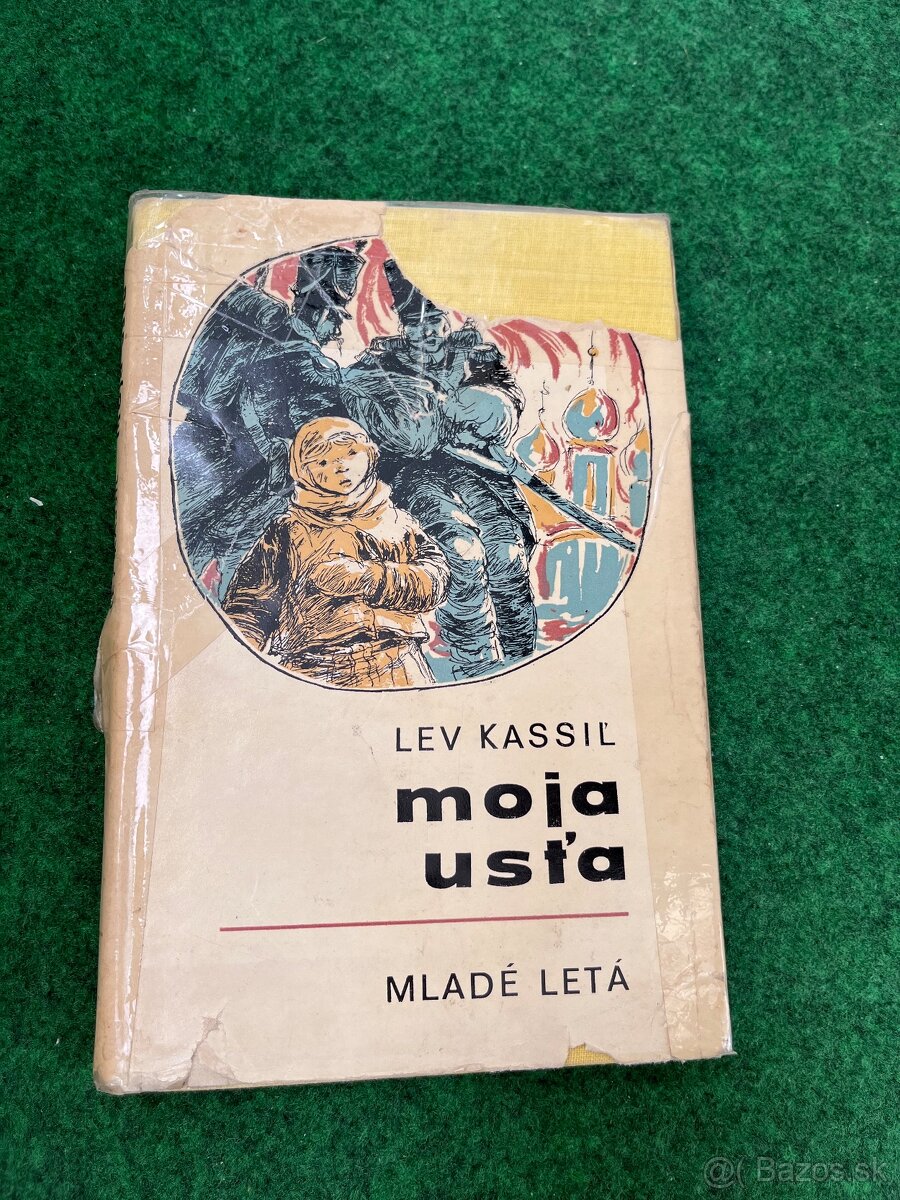 LEV KASSIĽ
moja
usťa
MLADÉ LETÁ
Bazos.sk